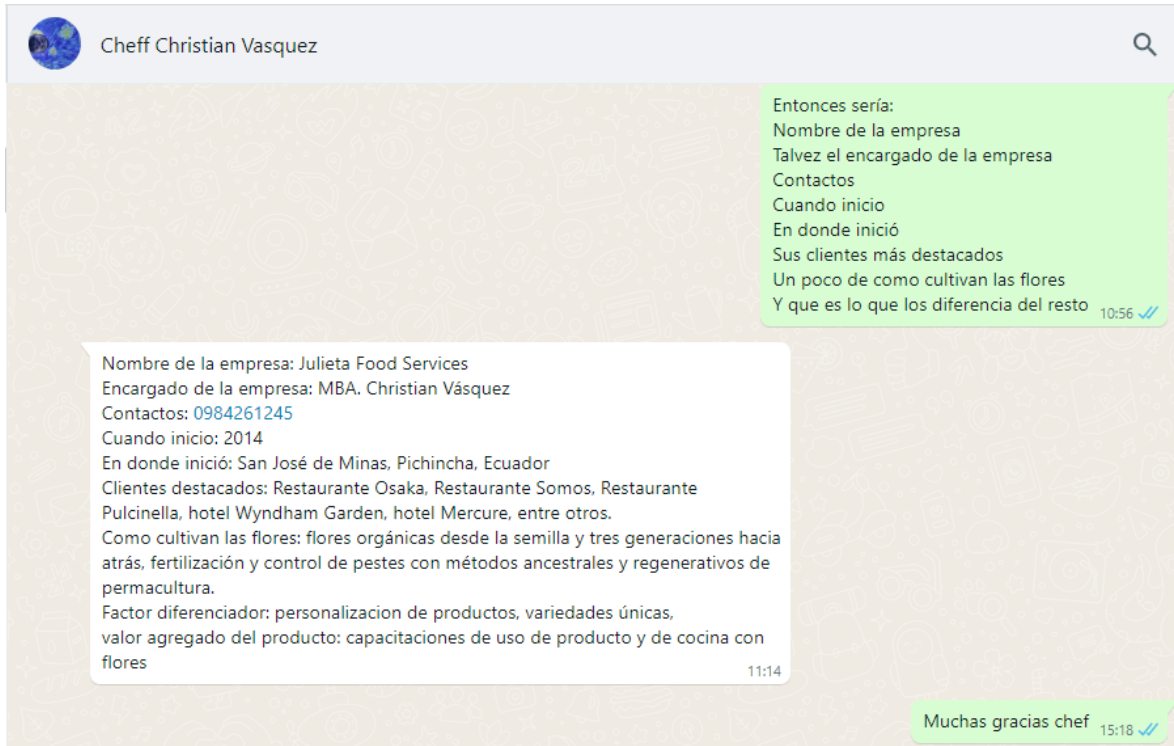 Cheff Christian Vasquez
Entonces sería:
Nombre de la empresa
Talvez el encargado de la empresa
Contactos
Cuando inicio
En donde inició
Sus clientes más destacados
Un poco de como cultivan las flores
Y que es lo que los diferencia del resto 10:56
Nombre de la empresa: Julieta Food Services
Encargado de la empresa: MBA. Christian Vásquez
Contactos: 0984261245
Cuando inicio: 2014
En donde inició: San José de Minas, Pichincha, Ecuador
Clientes destacados: Restaurante Osaka, Restaurante Somos, Restaurante
Pulcinella, hotel Wyndham Garden, hotel Mercure, entre otros.
Como cultivan las flores: flores orgánicas desde la semilla y tres generaciones hacia
atrás, fertilización y control de pestes con métodos ancestrales y regenerativos de
permacultura.
Factor diferenciador: personalizacion de productos, variedades únicas,
valor agregado del producto: capacitaciones de uso de producto y de cocina con
flores
11:14
Muchas gracias chef 15:18